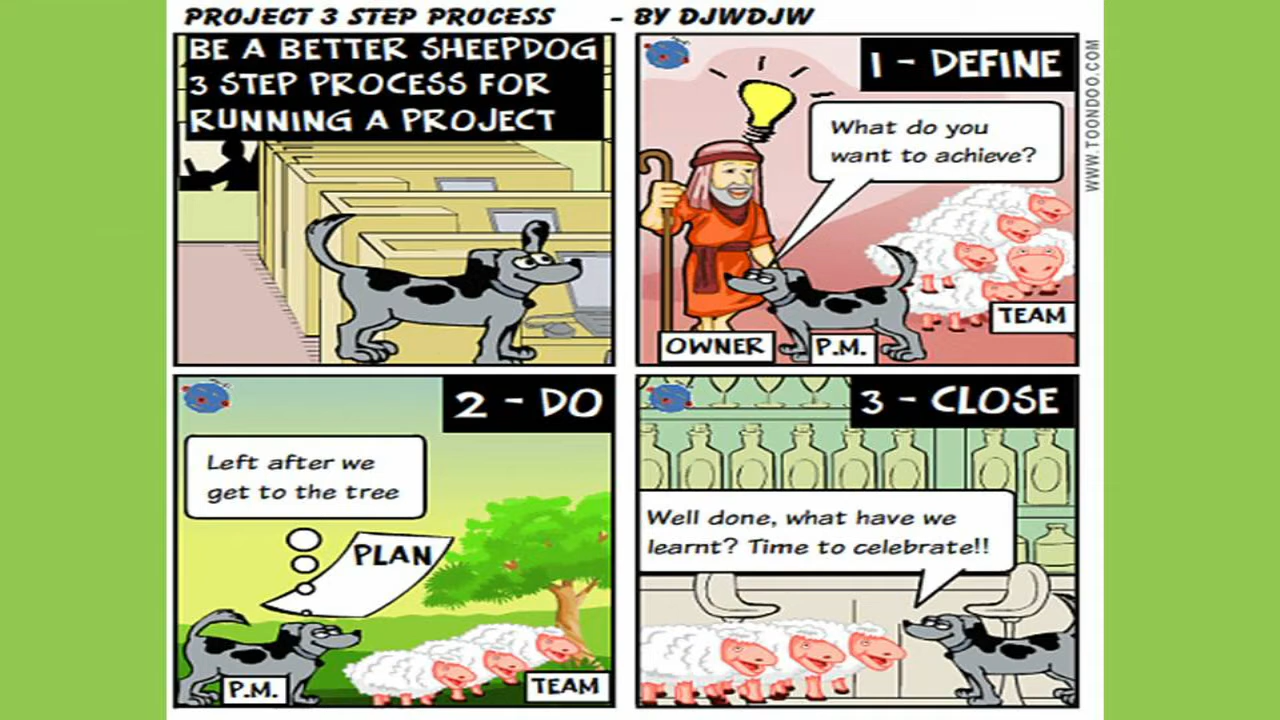 PROJECT 3 STEP PROCESS - BY DJWDJW
BE A BETTER SHEEPDOG
3 STEP PROCESS FOR
RUNNING A PROJECT
1 - DEFINE
What do you
want to achieve?
TEAM
OWNER
P.M.
WWW.TOONDOO.COM
2 - DO
Left after we
get to the tree
PLAN
P.M.
TEAM
3 - CLOSE
Well done, what have we
learnt? Time to celebrate!!